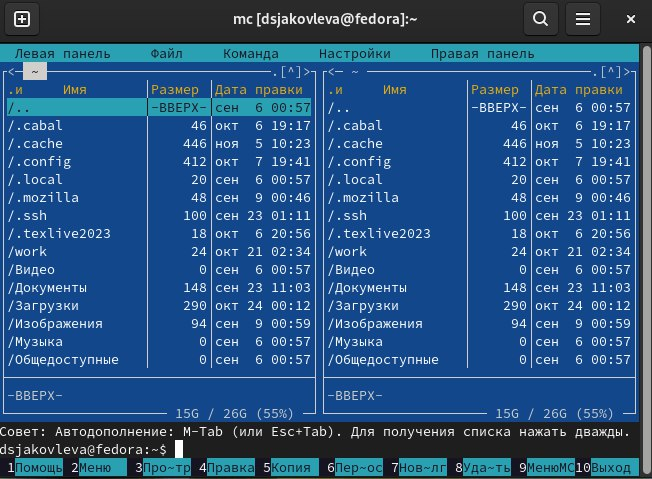 mc [dsjakovleva@fedora]:~
Левая панель Файл Команда Настройки Правая панель
<- ~ .[^]> <- ~ .[^]>
.и Имя Размер Дата правки .и Имя Размер Дата правки
/.. -ВВЕРХ- сен 6 00:57 /.. -ВВЕРХ- сен 6 00:57
/.cabal 46 окт 6 19:17 /.cabal 46 окт 6 19:17
/.cache 446 ноя 5 10:23 /.cache 446 ноя 5 10:23
/.config 412 окт 7 19:41 /.config 412 окт 7 19:41
/.local 20 сен 6 00:57 /.local 20 сен 6 00:57
/.mozilla 48 сен 9 00:46 /.mozilla 48 сен 9 00:46
/.ssh 100 сен 23 01:11 /.ssh 100 сен 23 01:11
/.texlive2023 18 окт 6 20:56 /.texlive2023 18 окт 6 20:56
/work 24 окт 21 02:34 /work 24 окт 21 02:34
/Видео 0 сен 6 00:57 /Видео 0 сен 6 00:57
/Документы 148 сен 23 11:03 /Документы 148 сен 23 11:03
/Загрузки 290 окт 24 00:12 /Загрузки 290 окт 24 00:12
/Изображения 94 сен 9 00:59 /Изображения 94 сен 9 00:59
/Музыка 0 сен 6 00:57 /Музыка 0 сен 6 00:57
/Общедоступные 0 сен 6 00:57 /Общедоступные 0 сен 6 00:57
-ВВЕРХ- -ВВЕРХ-
15G / 26G (55%) 15G / 26G (55%)
Совет: Автодополнение: M-Tab (или Esc+Tab). Для получения списка нажать дважды.
dsjakovleva@fedora:~$
1Помощь 2Меню 3Про~тр 4Правка 5Копия 6Пер~ос 7Нов~лг 8Уда~ть 9МенюMC 10Выход